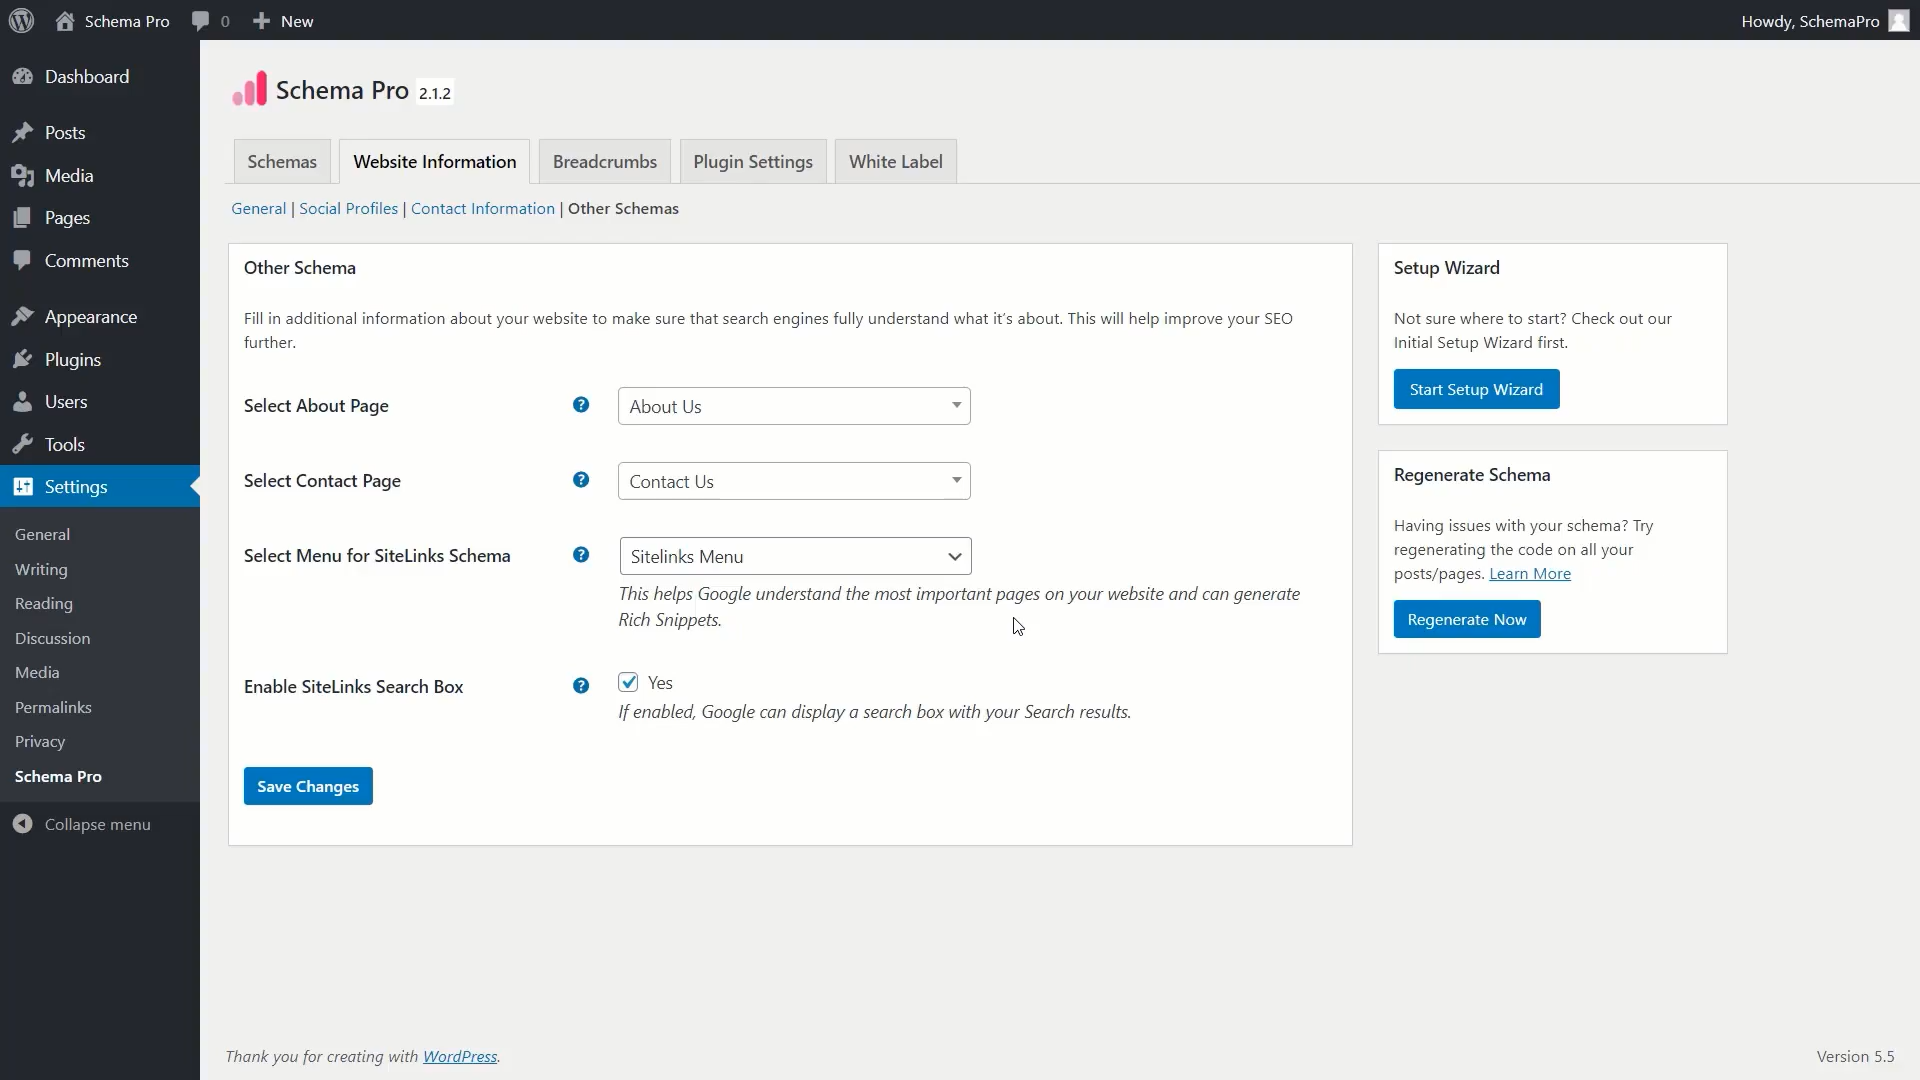 Schema Pro
0
New
Howdy, SchemaPro
Dashboard
Posts
Media
Pages
Comments
Appearance
Plugins
Users
Tools
Settings
General
Writing
Reading
Discussion
Media
Permalinks
Privacy
Schema Pro
Collapse menu
Schema Pro 2.1.2
Schemas
Website Information
Breadcrumbs
Plugin Settings
White Label
General | Social Profiles | Contact Information | Other Schemas
Other Schema
Fill in additional information about your website to make sure that search engines fully understand what it's about. This will help improve your SEO
further.
Select About Page
?
About Us
Select Contact Page
?
Contact Us
Select Menu for SiteLinks Schema
?
Sitelinks Menu
This helps Google understand the most important pages on your website and can generate
Rich Snippets.
Enable SiteLinks Search Box
?
Yes
If enabled, Google can display a search box with your Search results.
Save Changes
Setup Wizard
Not sure where to start? Check out our
Initial Setup Wizard first.
Start Setup Wizard
Regenerate Schema
Having issues with your schema? Try
regenerating the code on all your
posts/pages. Learn More
Regenerate Now
Thank you for creating with WordPress.
Version 5.5